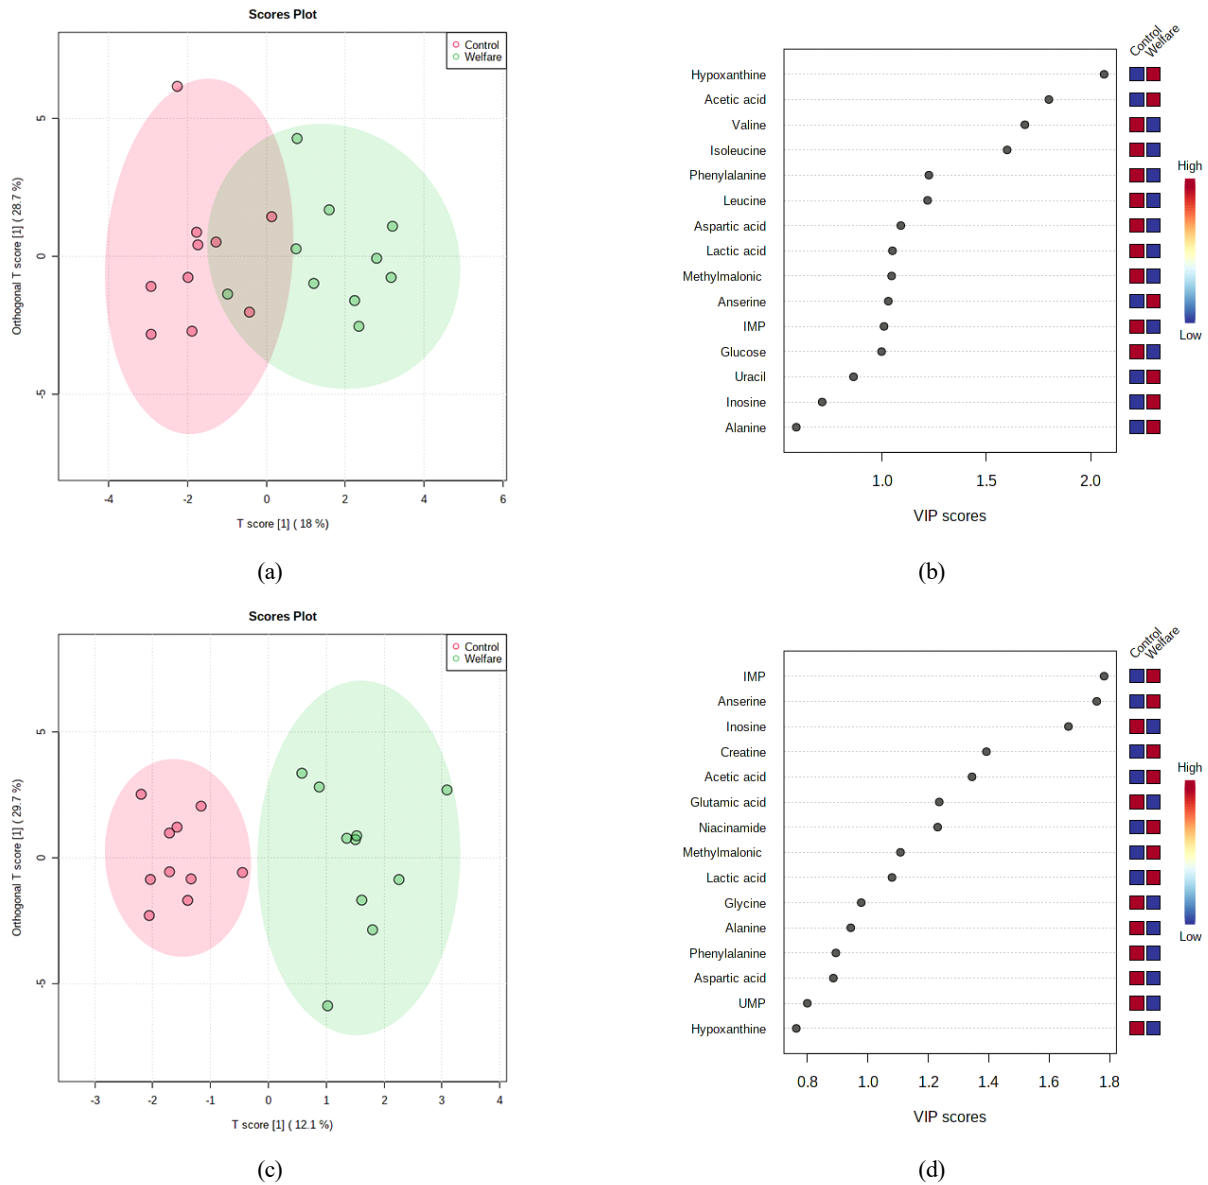 Scores Plot
Control
Welfare
Orthogonal T score [1] ( 28.7 %)
5
0
-5
-4
-2
0
2
4
6
T score [1] ( 18 %)
(a)
Control
Welfare
Hypoxanthine
Acetic acid
Valine
Isoleucine
Phenylalanine
Leucine
Aspartic acid
Lactic acid
Methylmalonic
Anserine
IMP
Glucose
Uracil
Inosine
Alanine
High
Low
1.0
1.5
2.0
VIP scores
(b)
Scores Plot
Control
Welfare
Orthogonal T score [1] ( 29.7 %)
5
0
-5
-3
-2
-1
0
1
2
3
4
T score [1] ( 12.1 %)
(c)
Control
Welfare
IMP
Anserine
Inosine
Creatine
Acetic acid
Glutamic acid
Niacinamide
Methylmalonic
Lactic acid
Glycine
Alanine
Phenylalanine
Aspartic acid
UMP
Hypoxanthine
High
Low
0.8
1.0
1.2
1.4
1.6
1.8
VIP scores
(d)